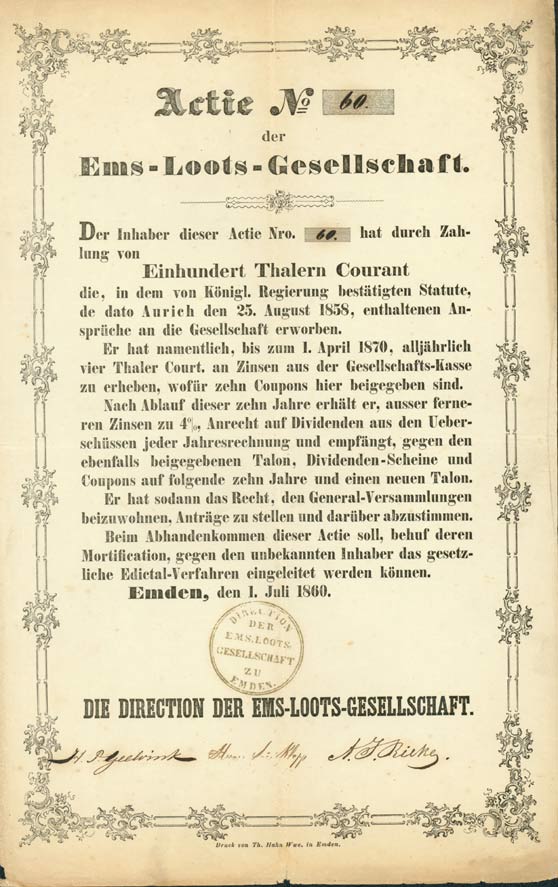 Actie No 60.
der
Ems-Loots-Gesellschaft.
Der Inhaber dieser Actie Nro. 60. hat durch Zah-
lung von
Einhundert Thalern Courant
die, in dem von Königl. Regierung bestätigten Statute,
de dato Aurich den 25. August 1858, enthaltenen An-
sprüche an die Gesellschaft erworben.
Er hat namentlich, bis zum 1. April 1870, alljährlich
vier Thaler Court. an Zinsen aus der Gesellschafts-Kasse
zu erheben, wofür zehn Coupons hier beigegeben sind.
Nach Ablauf dieser zehn Jahre erhält er, ausser ferne-
ren Zinsen zu 4%, Anrecht auf Dividenden aus den Ueber-
schüssen jeder Jahresrechnung und empfängt, gegen den
ebenfalls beigegebenen Talon, Dividenden-Scheine und
Coupons auf folgende zehn Jahre und einen neuen Talon.
Er hat sodann das Recht, den General-Versammlungen
beizuwohnen, Anträge zu stellen und darüber abzustimmen.
Beim Abhandenkommen dieser Actie soll, behuf deren
Mortification, gegen den unbekannten Inhaber das gesetz-
liche Edictal-Verfahren eingeleitet werden können.
Emden, den 1. Juli 1860.
DIRECTION
DER
EMS.LOOTS.
GESELLSCHAFT
ZU
EMDEN.
DIE DIRECTION DER EMS-LOOTS-GESELLSCHAFT.
Druck von Th. Hahn Wwe. in Emden.